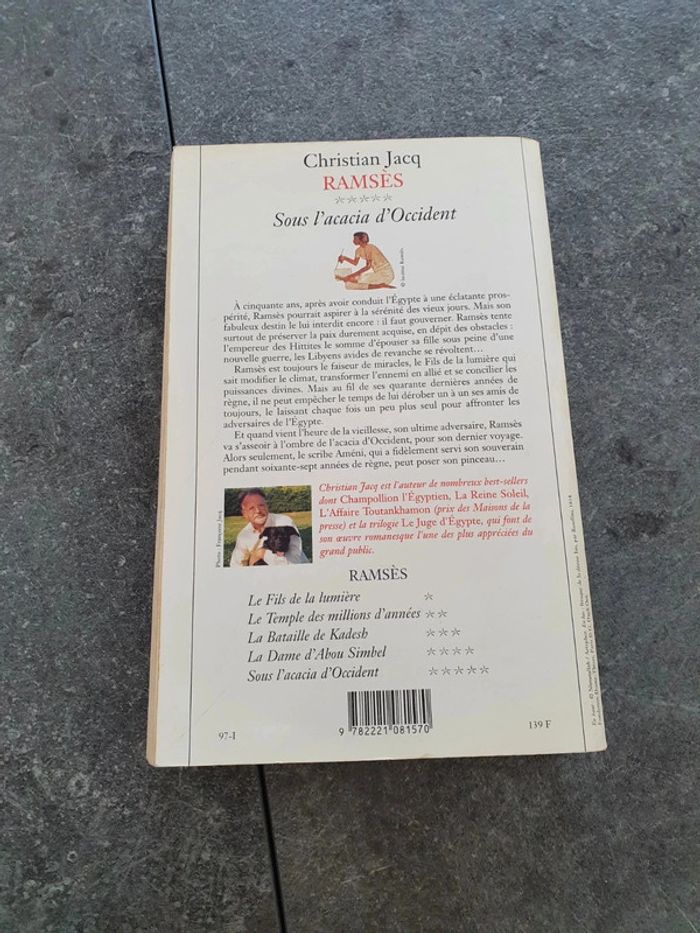 Christian Jacq
RAMSÈS
*****
Sous l'acacia d'Occident
À cinquante ans, après avoir conduit l'Égypte à une éclatante pros-
périté, Ramsès pourrait aspirer à la sérénité des vieux jours. Mais son
fabuleux destin le lui interdit encore : il faut gouverner. Ramsès tente
surtout de préserver la paix durement acquise, en dépit des obstacles :
l'empereur des Hittites le somme d'épouser sa fille sous peine d'une
nouvelle guerre, les Libyens avides de revanche se révoltent...
Ramsès est toujours le faiseur de miracles, le Fils de la lumière qui
sait modifier le climat, transformer l'ennemi en allié et se concilier les
puissances divines. Mais au fil de ses quarante dernières années de
règne, il ne peut empêcher le temps de lui dérober un à un ses amis de
toujours, le laissant chaque fois un peu plus seul pour affronter les
adversaires de l'Égypte.
Et quand vient l'heure de la vieillesse, son ultime adversaire, Ramsès
va s'asseoir à l'ombre de l'acacia d'Occident, pour son dernier voyage.
Alors seulement, le scribe Améni, qui a fidèlement servi son souverain
pendant soixante-sept années de règne, peut poser son pinceau...
Photo : Françoise Jacq
Christian Jacq est l'auteur de nombreux best-sellers
dont Champollion l'Égyptien, La Reine Soleil,
L'Affaire Toutankhamon (prix des Maisons de la
presse) et la trilogie Le Juge d'Égypte, qui font de
son œuvre romanesque l'une des plus appréciées du
grand public.
RAMSÈS
Le Fils de la lumière *
Le Temple des millions d'années **
La Bataille de Kadesh ***
La Dame d'Abou Simbel ****
Sous l'acacia d'Occident *****
9 782221 081570
97-I
139 F